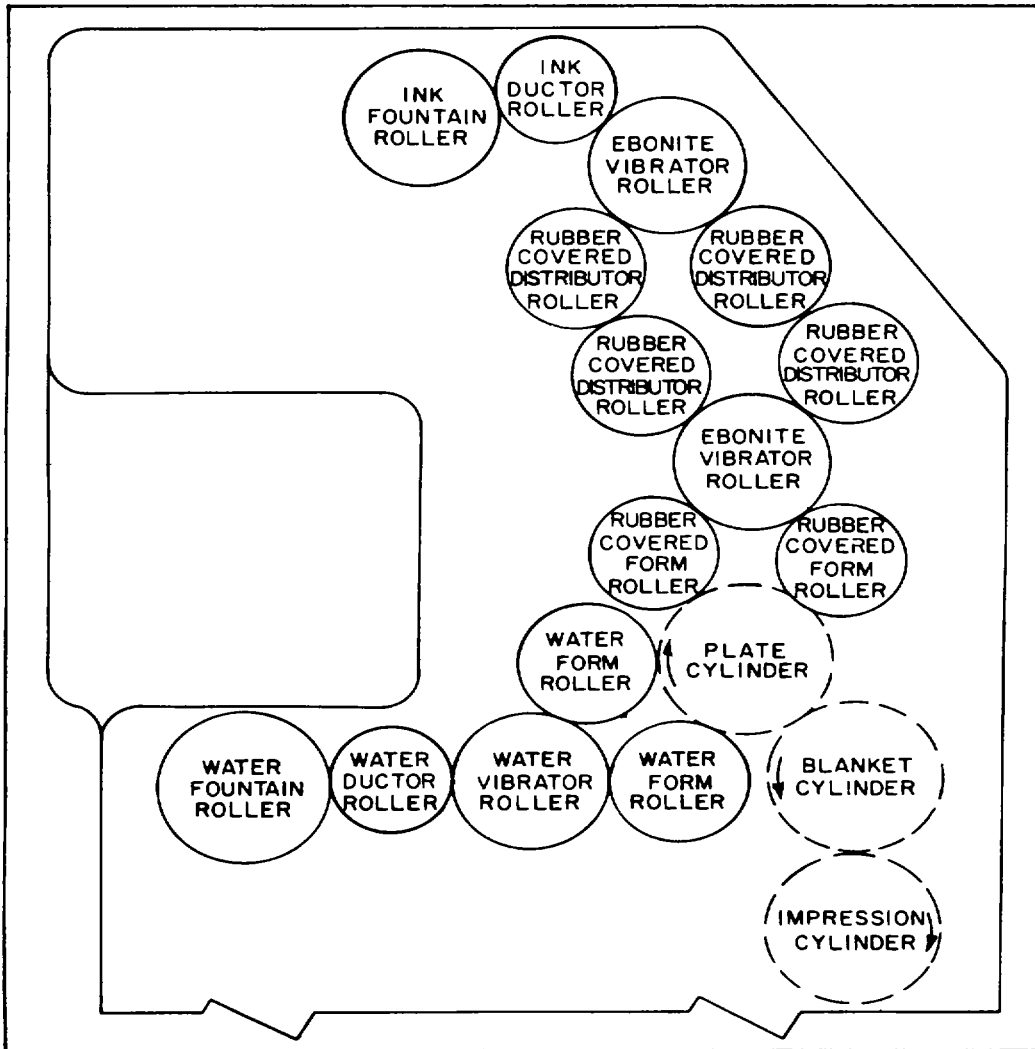 INK
FOUNTAIN
ROLLER
INK
DUCTOR
ROLLER
EBONITE
VIBRATOR
ROLLER
RUBBER
COVERED
DISTRIBUTOR
ROLLER
RUBBER
COVERED
DISTRIBUTOR
ROLLER
RUBBER
COVERED
DISTRIBUTOR
ROLLER
RUBBER
COVERED
DISTRIBUTOR
ROLLER
EBONITE
VIBRATOR
ROLLER
RUBBER
COVERED
FORM
ROLLER
RUBBER
COVERED
FORM
ROLLER
WATER
FORM
ROLLER
PLATE
CYLINDER
WATER
FOUNTAIN
ROLLER
WATER
DUCTOR
ROLLER
WATER
VIBRATOR
ROLLER
WATER
FORM
ROLLER
BLANKET
CYLINDER
IMPRESSION
CYLINDER